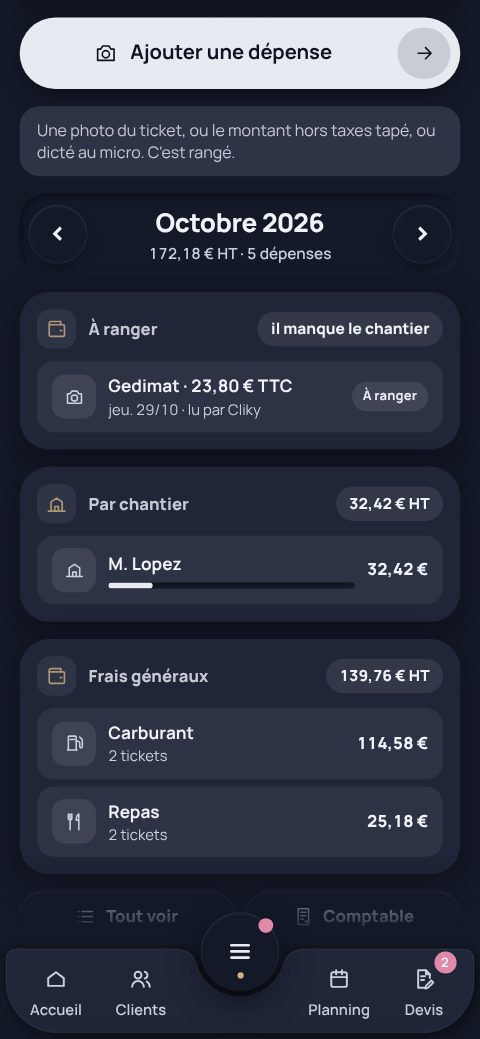 Ajouter une dépense
Une photo du ticket, ou le montant hors taxes tapé, ou
dicté au micro. C'est rangé.
Octobre 2026
172,18 € HT · 5 dépenses
À ranger
il manque le chantier
Gedimat · 23,80 € TTC
jeu. 29/10 · lu par Cliky
À ranger
Par chantier
32,42 € HT
M. Lopez
32,42 €
Frais généraux
139,76 € HT
Carburant
2 tickets
114,58 €
Repas
2 tickets
25,18 €
Tout voir
Comptable
Accueil
Clients
Planning
2
Devis